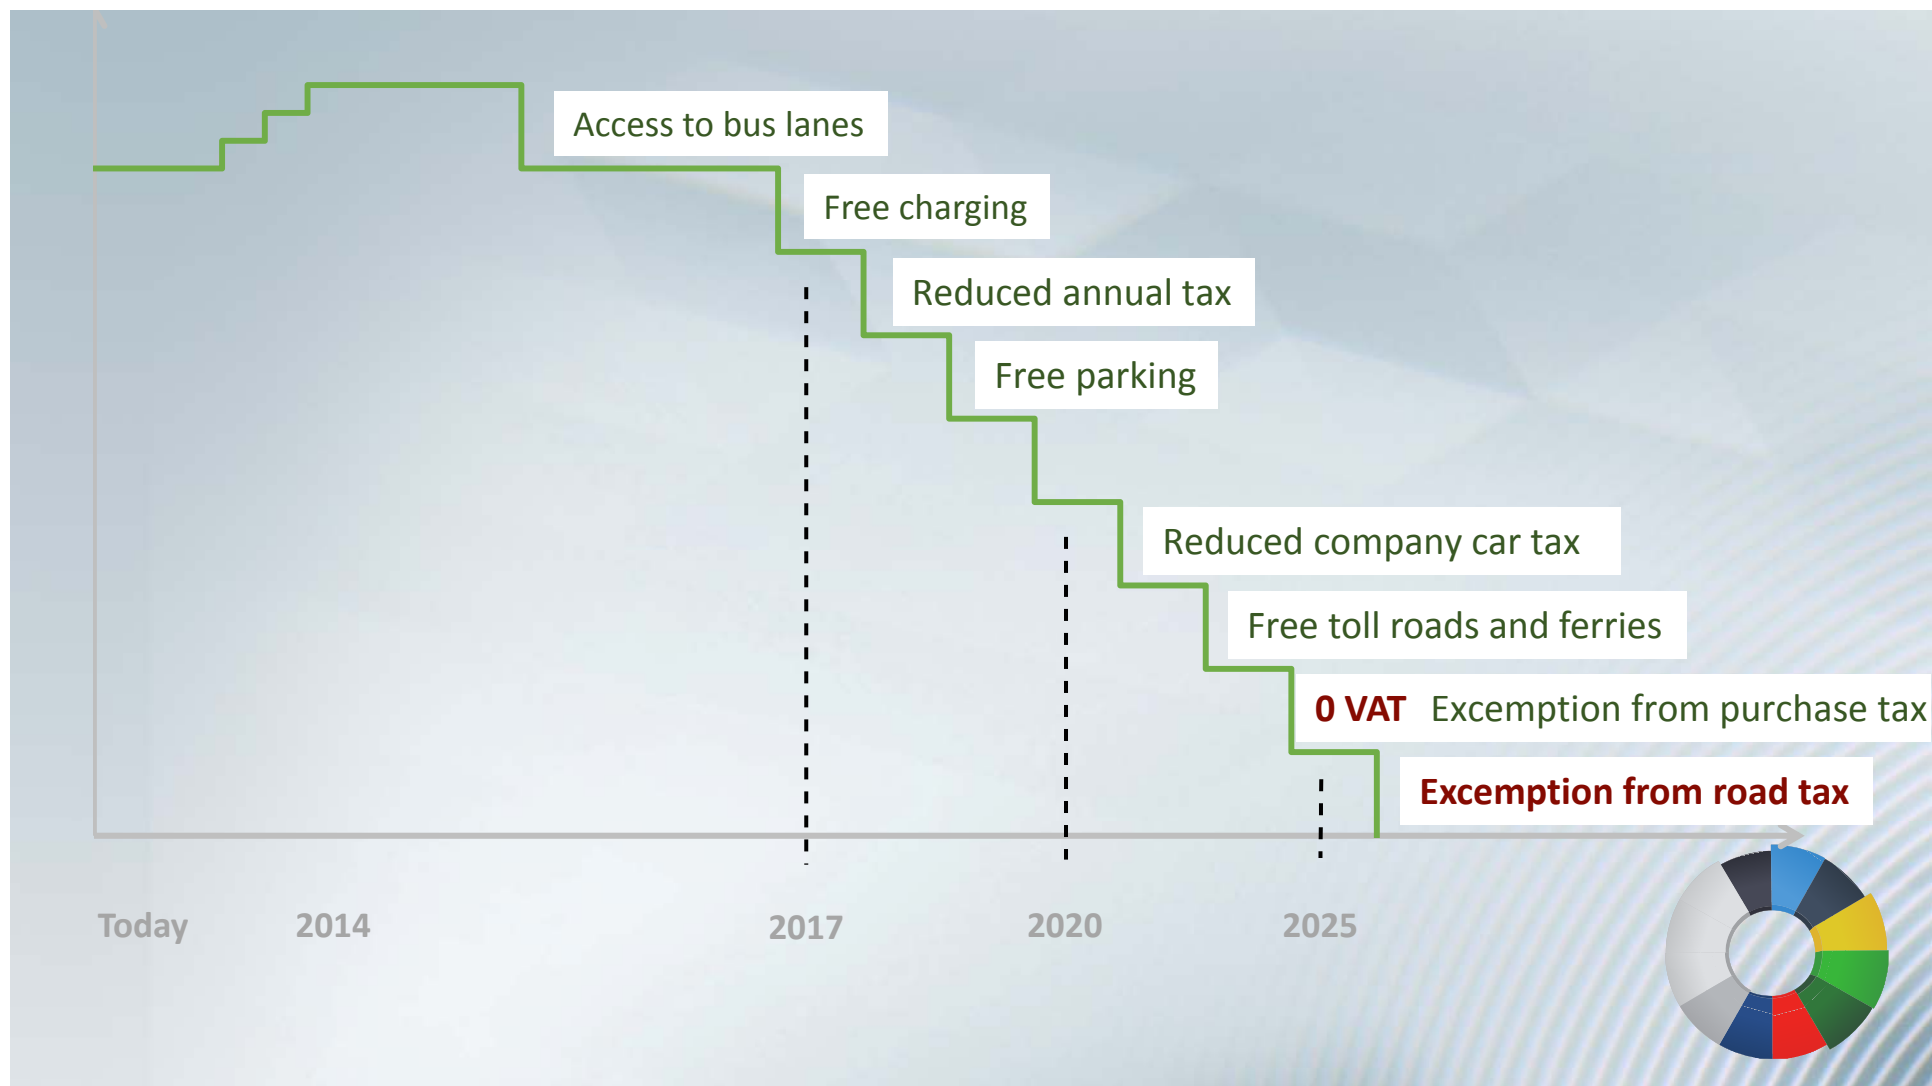 Access to bus lanes
Free charging
Reduced annual tax
Free parking
Reduced company car tax
Free toll roads and ferries
0 VAT Excemption from purchase tax
Excemption from road tax
Today 2014 2017 2020 2025